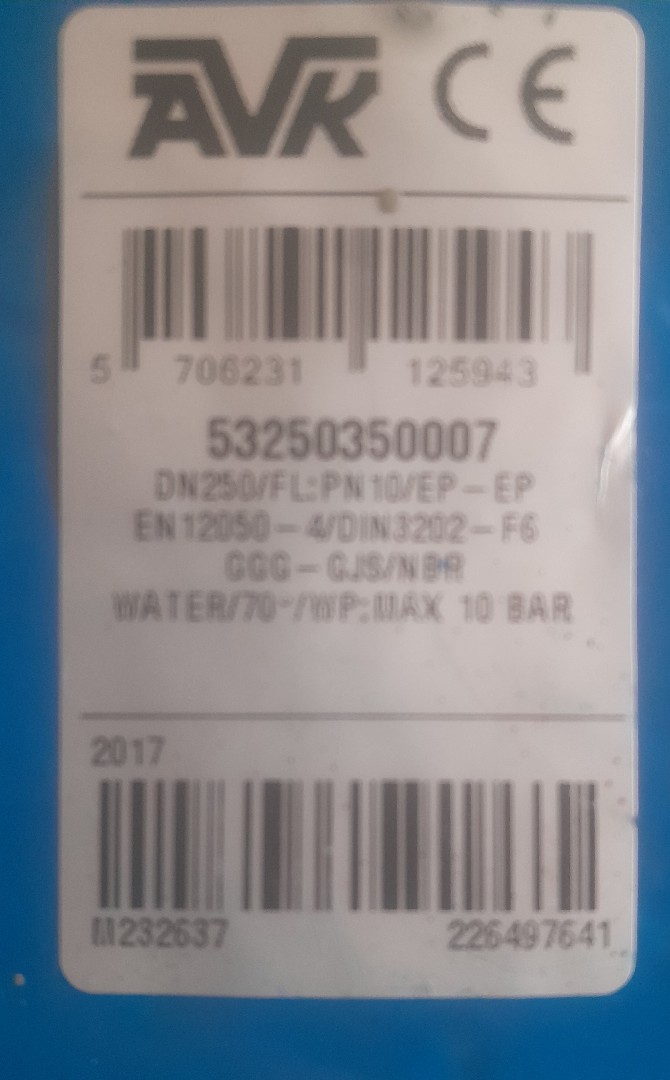 AVK CE
5 706231 125943
53250350007
DN250/FL:PN10/EP-EP
EN12050-4/DIN3202-F6
GGG-GJS/NBR
WATER/70°/WP:MAX 10 BAR
2017
M232637 226497641